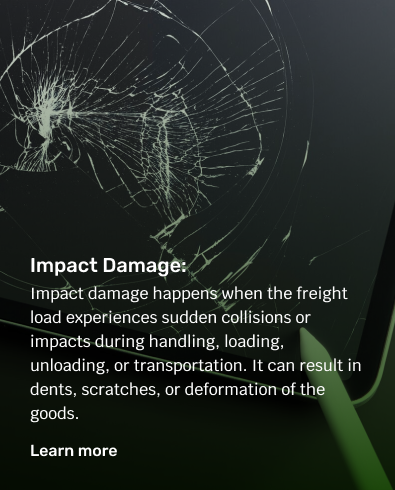 Impact Damage:
Impact damage happens when the freight
load experiences sudden collisions or
impacts during handling, loading,
unloading, or transportation. It can result in
dents, scratches, or deformation of the
goods.
Learn more